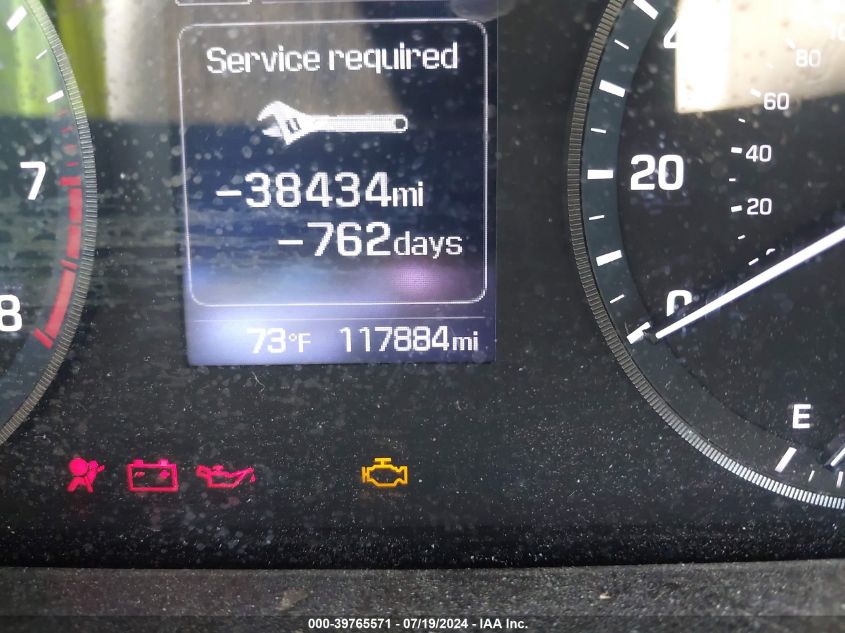 Service required
-38434mi
-762days
73°F 117884mi
7
8
20
0
80
60
40
20
E
000-39765571 - 07/19/2024 - IAA Inc.